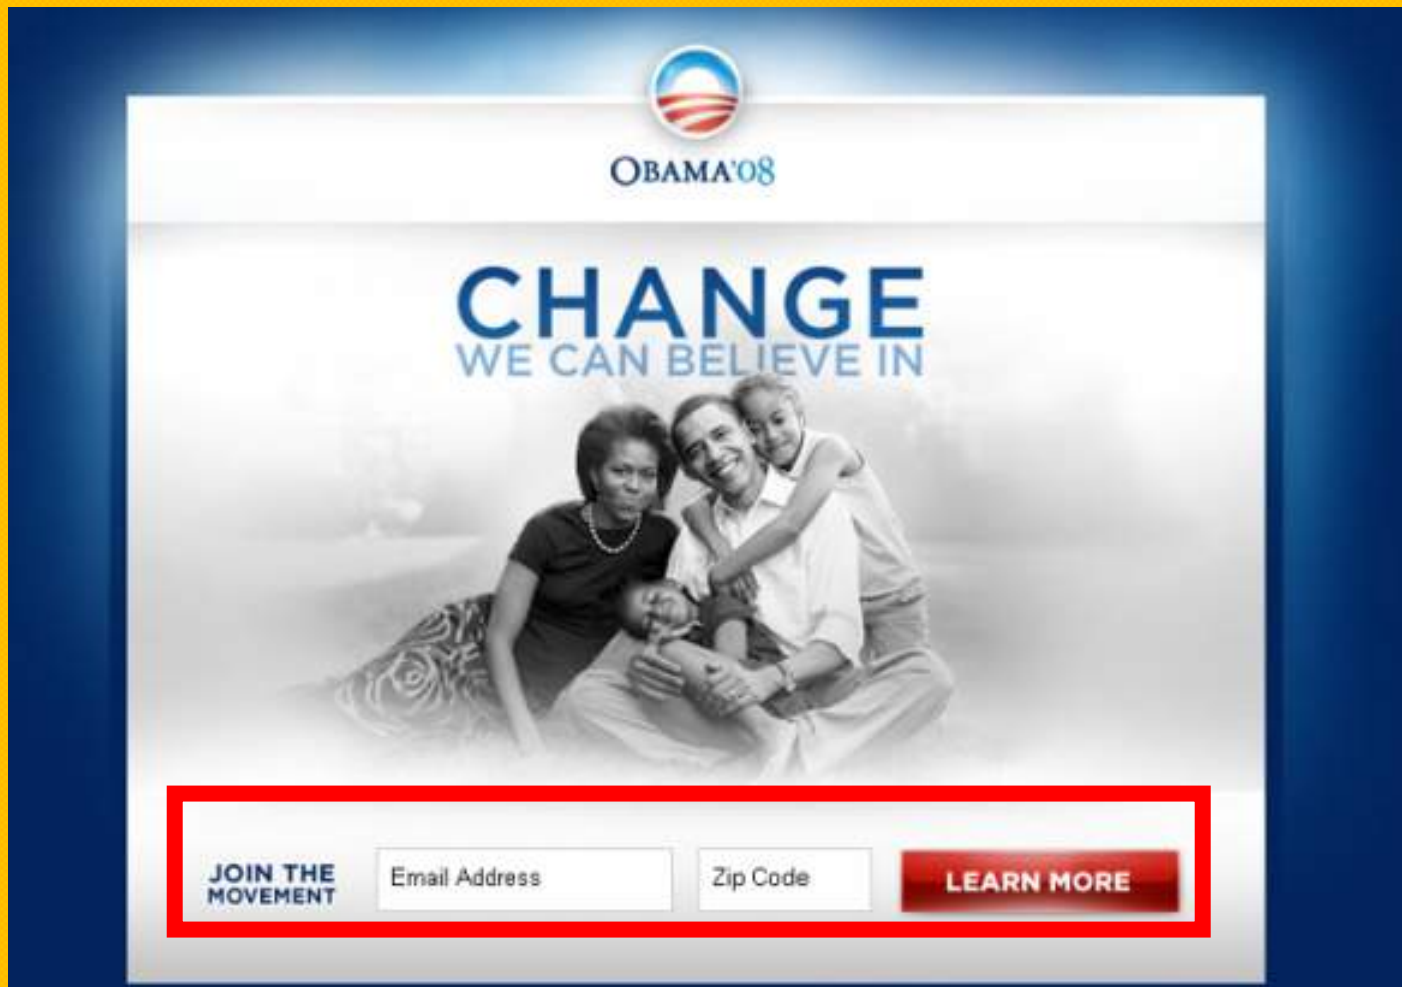 OBAMA'08
CHANGE
WE CAN BELIEVE IN
JOIN THE
MOVEMENT
Email Address
Zip Code
LEARN MORE